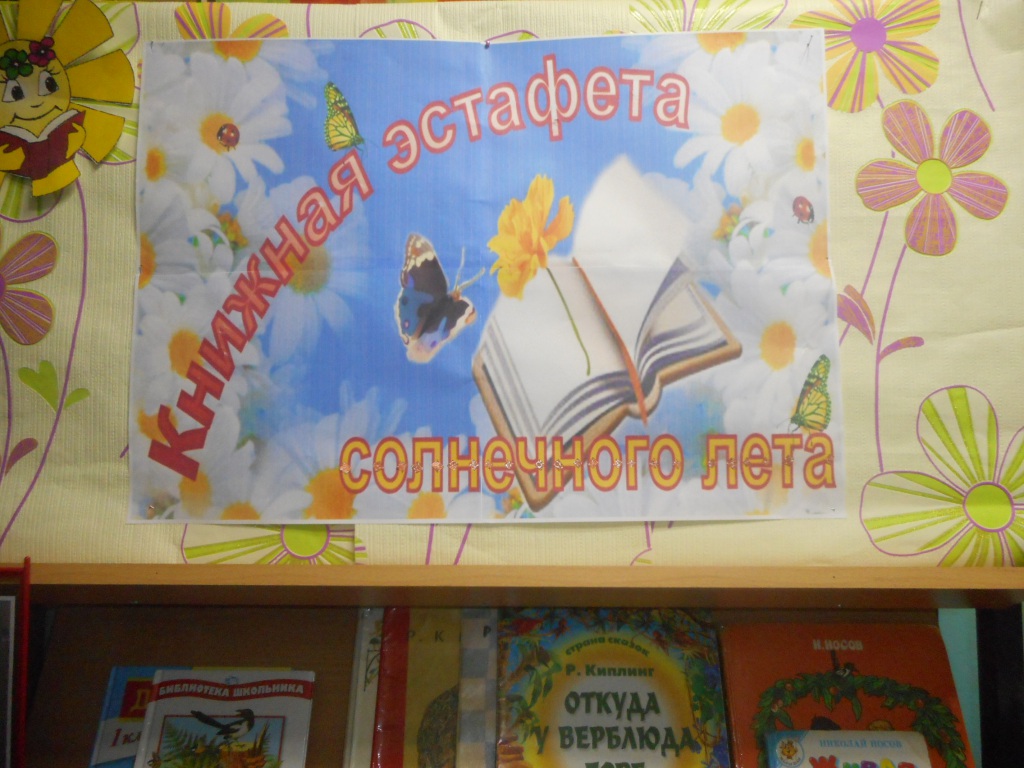 Книжная эстафета
солнечного лета
БИБЛИОТЕКА ШКОЛЬНИКА
Р К
страна сказок
Р. Киплинг
ОТКУДА
У ВЕРБЛЮДА
Н. НОСОВ
НИКОЛАЙ НОСОВ